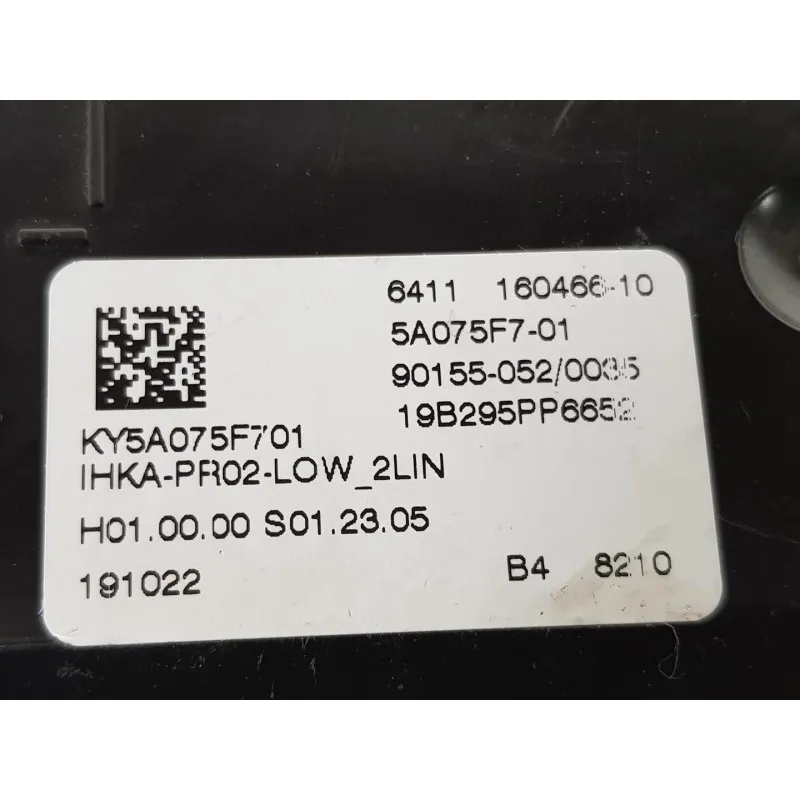 6411 160466-10
5A075F7-01
90155-052/0035
19B295PP6652
KY5A075F701
IHKA-PR02-LOW_2LIN
H01.00.00 S01.23.05
191022 B4 8210